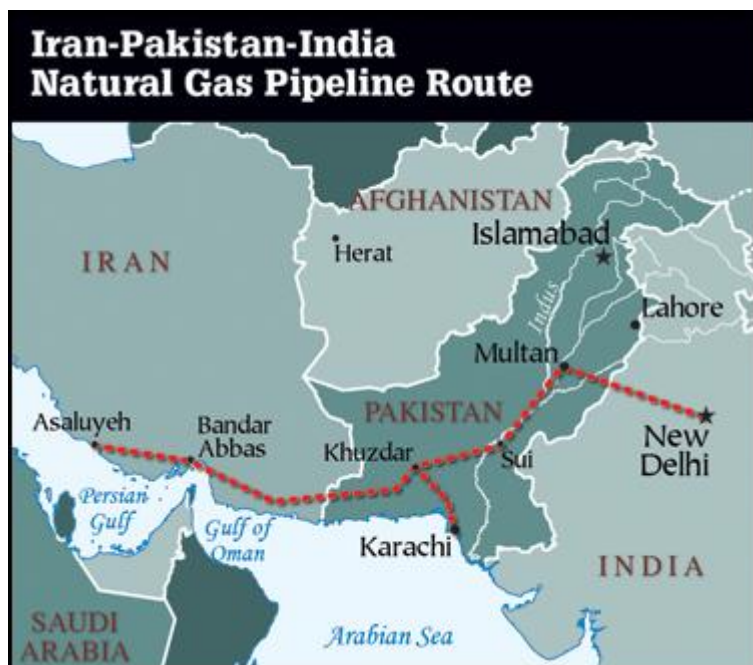 Iran-Pakistan-India
Natural Gas Pipeline Route
AFGHANISTAN
Islamabad
Herat
IRAN
Indus
Lahore
Multan
Asaluyeh
Bandar
Abbas
PAKISTAN
Khuzdar
Sui
New
Delhi
Persian
Gulf
Gulf of
Oman
Karachi
INDIA
SAUDI
ARABIA
Arabian Sea